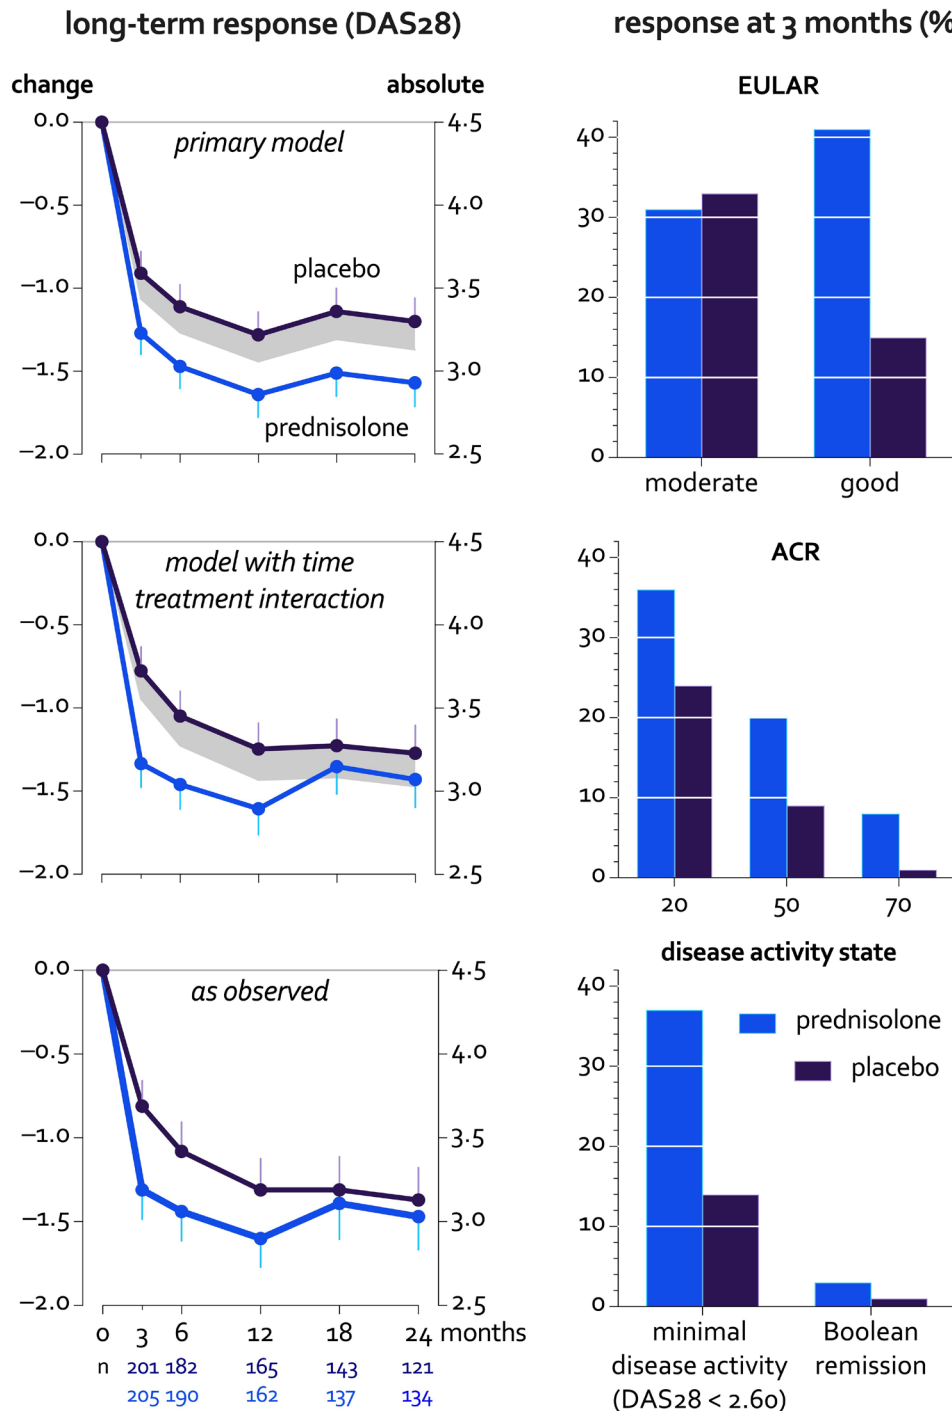 long-term response (DAS28)
response at 3 months (%
change
absolute
0.0
−0.5
−1.0
−1.5
−2.0
4.5
4.0
3.5
3.0
2.5
primary model
placebo
prednisolone
EULAR
40
30
20
10
0
moderate
good
0.0
−0.5
−1.0
−1.5
−2.0
4.5
4.0
3.5
3.0
2.5
model with time
treatment interaction
ACR
40
30
20
10
0
20
50
70
0.0
−0.5
−1.0
−1.5
−2.0
4.5
4.0
3.5
3.0
2.5
as observed
0 3 6 12 18 24 months
n 201 182 165 143 121
205 190 162 137 134
disease activity state
40
30
20
10
0
prednisolone
placebo
minimal
disease activity
(DAS28 < 2.60)
Boolean
remission